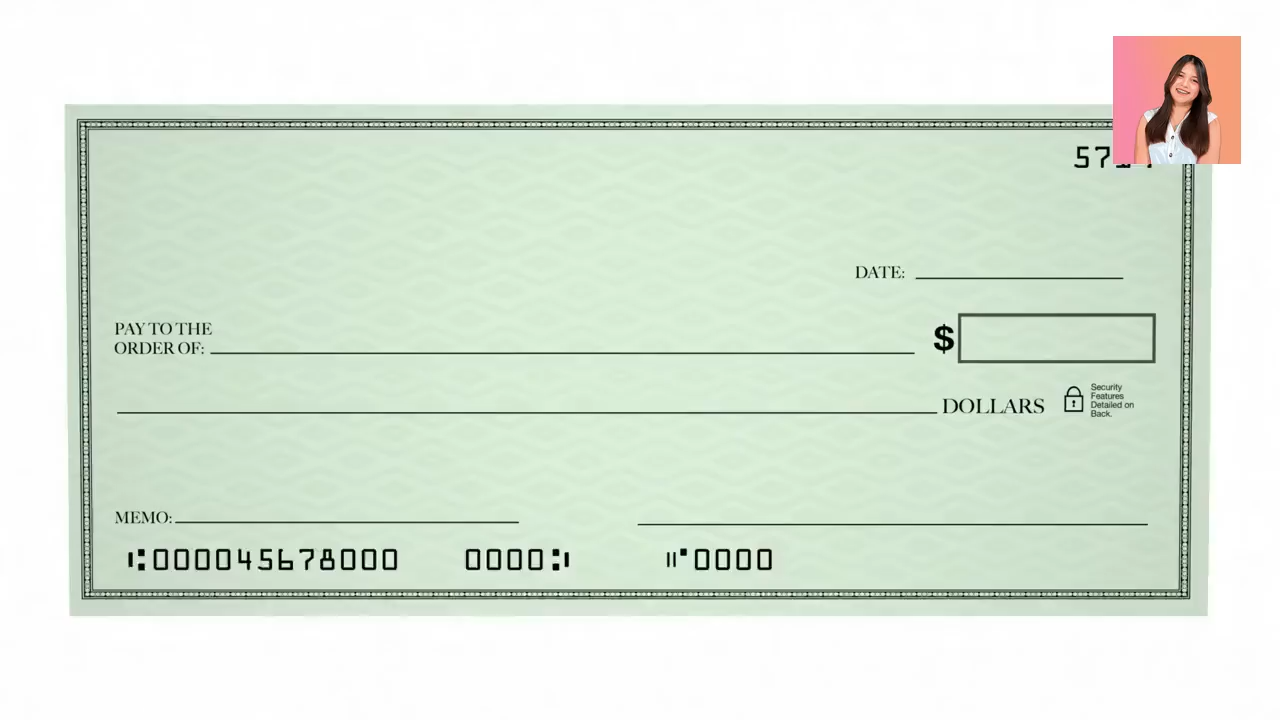 DATE:
PAY TO THE
ORDER OF:
$
DOLLARS
Security
Features
Detailed on
Back.
MEMO:
⑆000045678000 0000⑆ ⑈0000